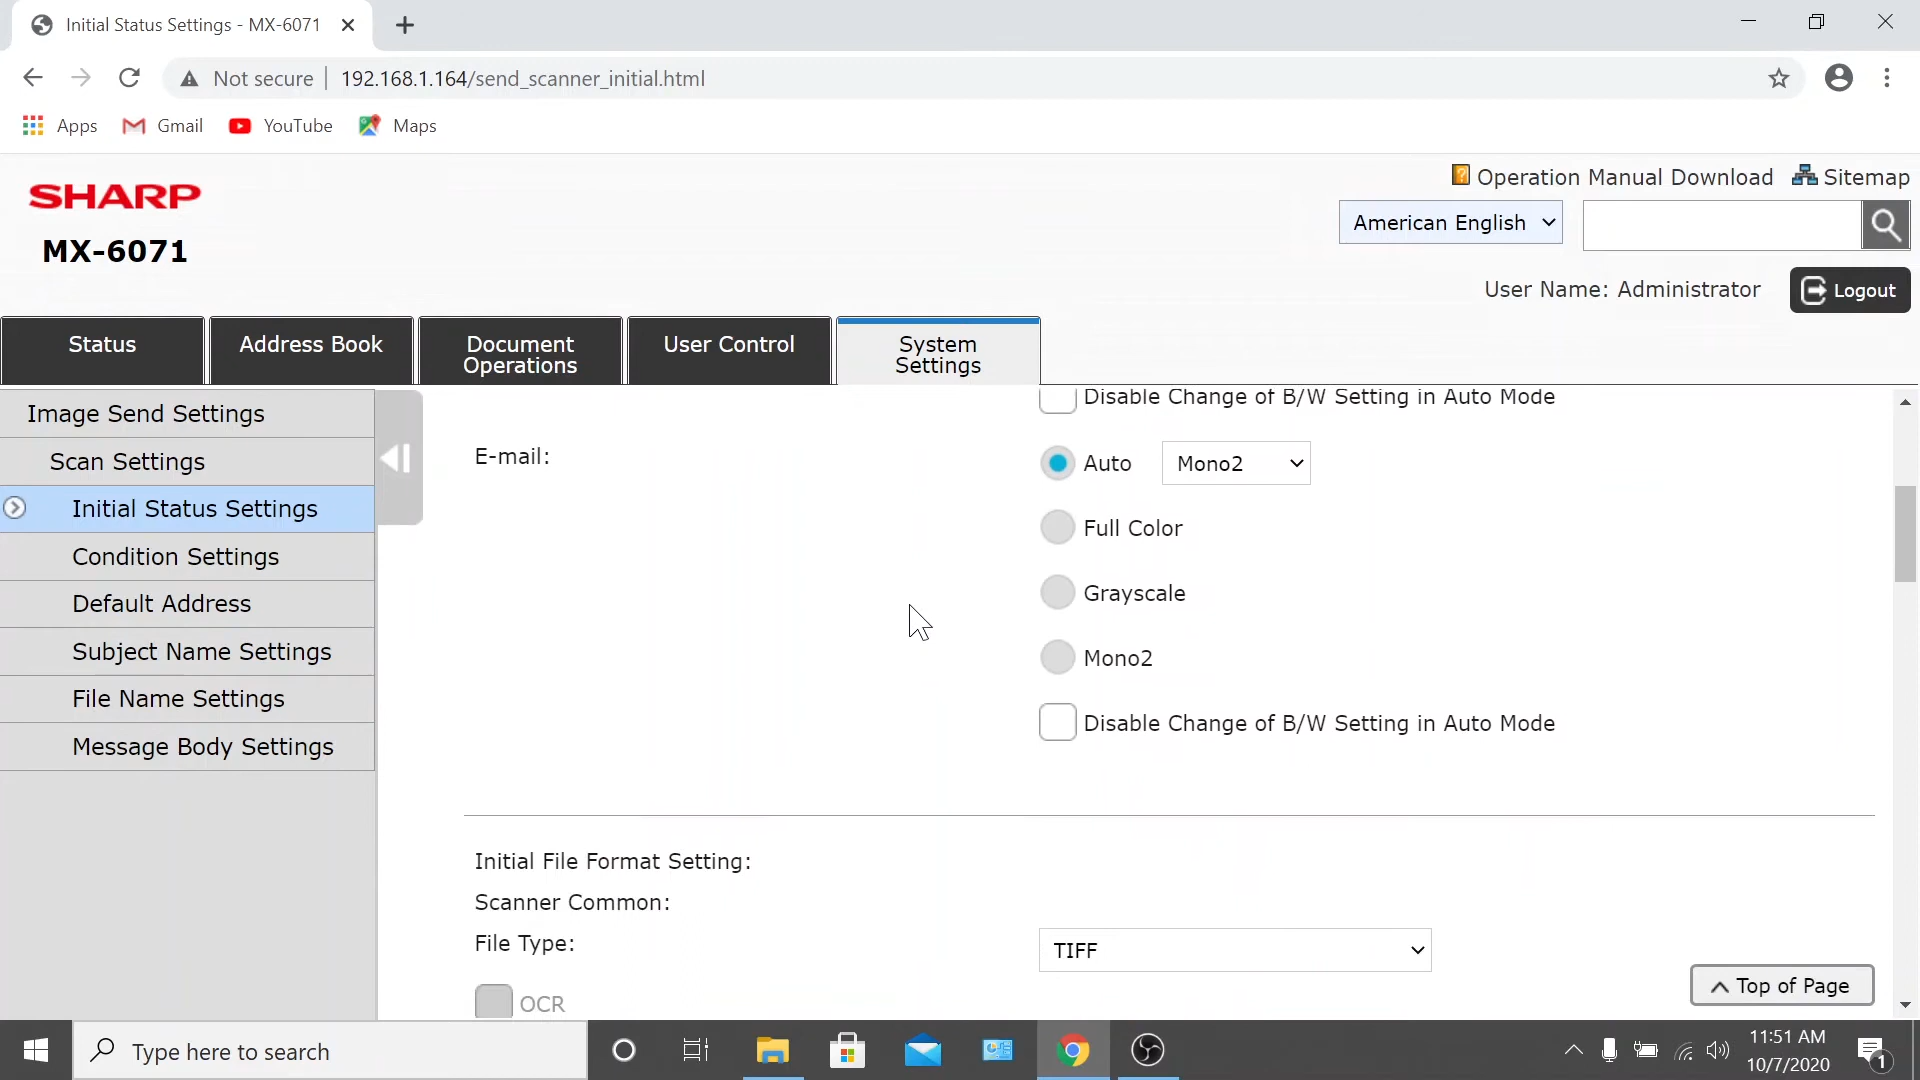 Initial Status Settings - MX-6071
Not secure | 192.168.1.164/send_scanner_initial.html
Apps Gmail YouTube Maps
Operation Manual Download Sitemap
SHARP
American English
MX-6071
User Name: Administrator Logout
Status
Address Book
Document
Operations
User Control
System
Settings
Image Send Settings
Scan Settings
Initial Status Settings
Condition Settings
Default Address
Subject Name Settings
File Name Settings
Message Body Settings
Disable Change of B/W Setting in Auto Mode
E-mail:
Auto Mono2
Full Color
Grayscale
Mono2
Disable Change of B/W Setting in Auto Mode
Initial File Format Setting:
Scanner Common:
File Type: TIFF
OCR
Top of Page
Type here to search
11:51 AM
10/7/2020
1